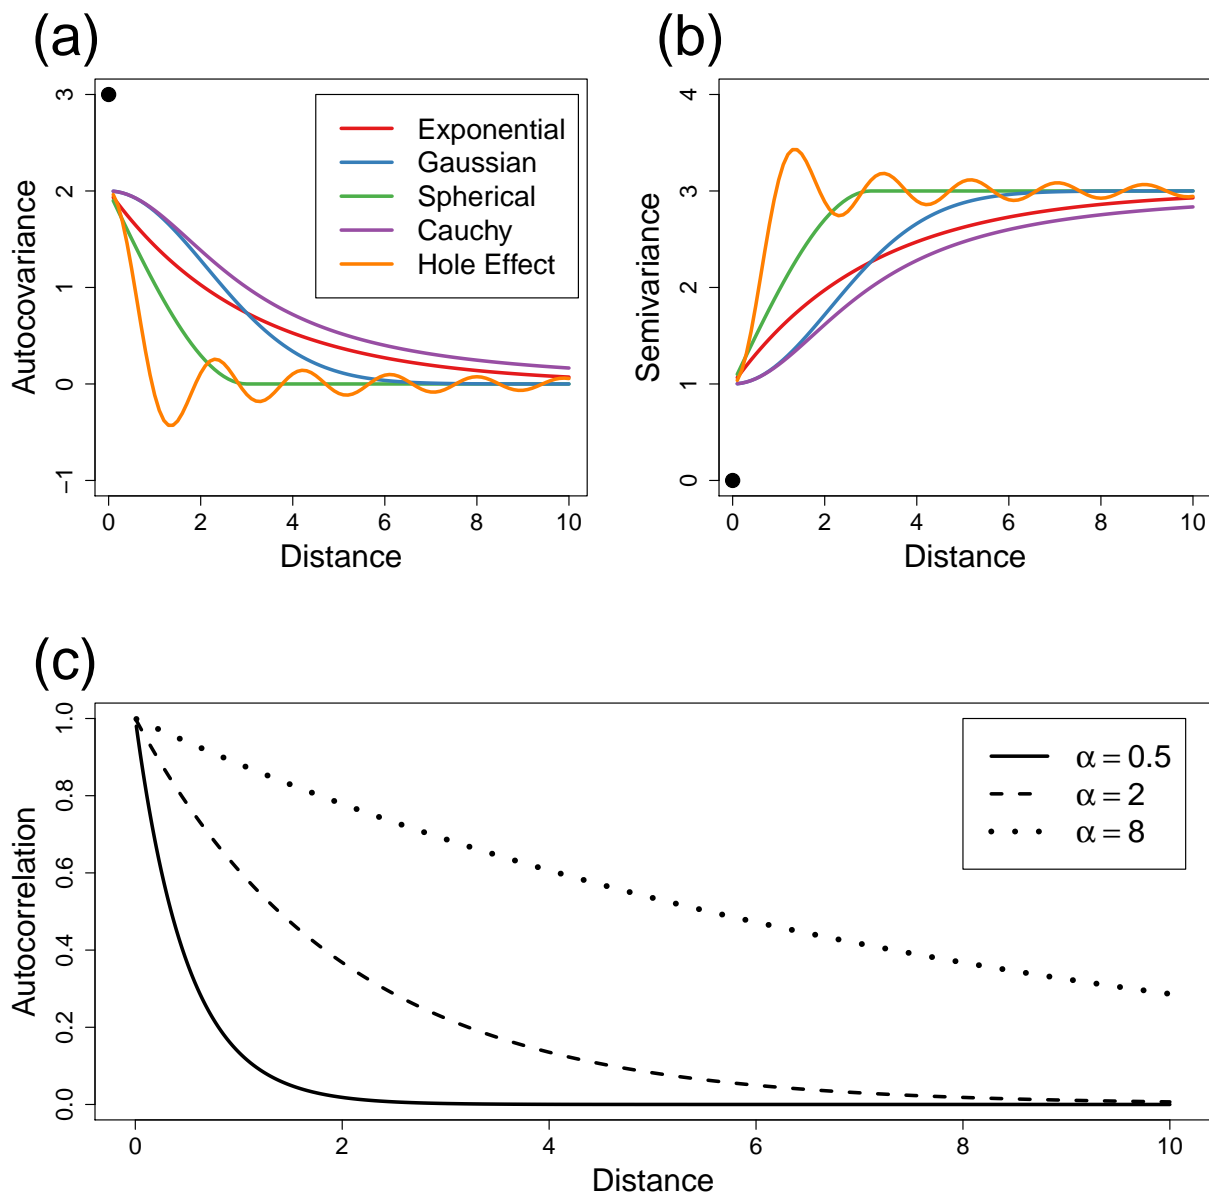 (a)
Autocovariance
3
2
1
0
−1
0 2 4 6 8 10
Distance
Exponential
Gaussian
Spherical
Cauchy
Hole Effect
(b)
Semivariance
4
3
2
1
0
0 2 4 6 8 10
Distance
(c)
Autocorrelation
1.0
0.8
0.6
0.4
0.2
0.0
0 2 4 6 8 10
Distance
α = 0.5
α = 2
α = 8